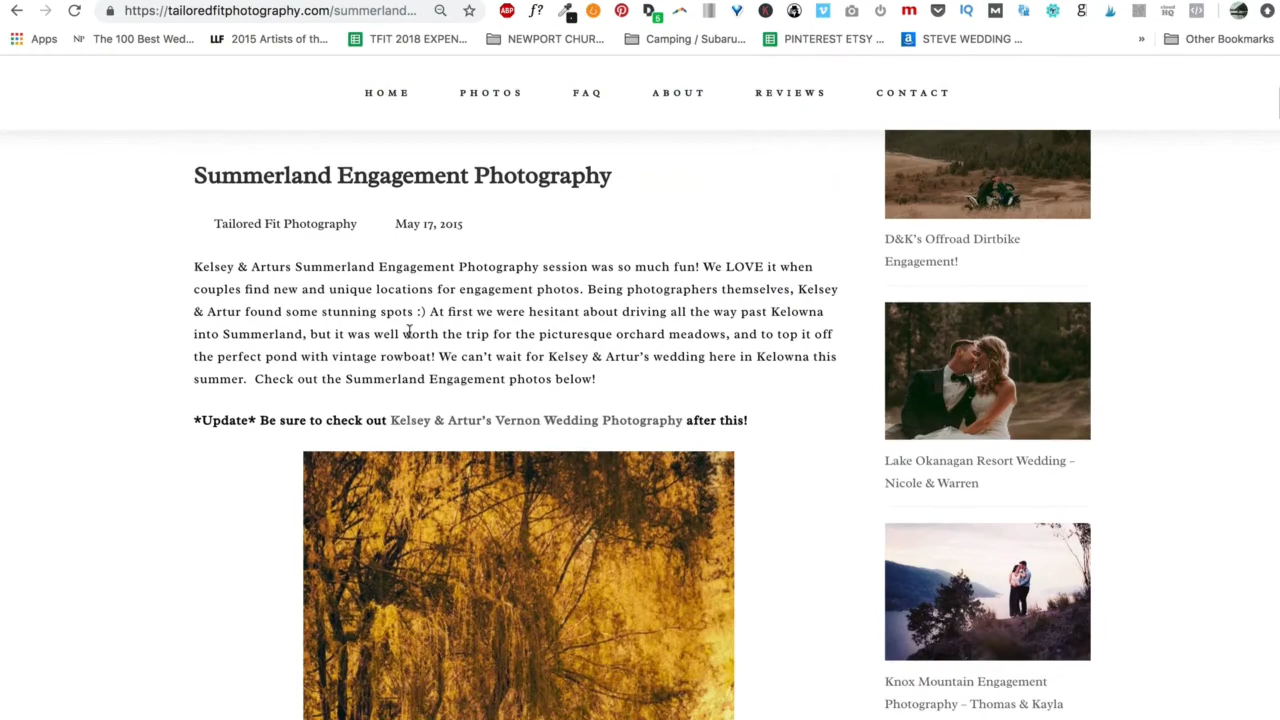 https://tailoredfitphotography.com/summerland...
Apps
The 100 Best Wed...
LLF 2015 Artists of th...
TFIT 2018 EXPEN...
NEWPORT CHUR...
Camping / Subaru...
PINTEREST ETSY ...
STEVE WEDDING ...
»
Other Bookmarks
HOME
PHOTOS
FAQ
ABOUT
REVIEWS
CONTACT
Summerland Engagement Photography
Tailored Fit Photography
May 17, 2015
Kelsey & Arturs Summerland Engagement Photography session was so much fun! We LOVE it when
couples find new and unique locations for engagement photos. Being photographers themselves, Kelsey
& Artur found some stunning spots :) At first we were hesitant about driving all the way past Kelowna
into Summerland, but it was well worth the trip for the picturesque orchard meadows, and to top it off
the perfect pond with vintage rowboat! We can't wait for Kelsey & Artur's wedding here in Kelowna this
summer.  Check out the Summerland Engagement photos below!
*Update* Be sure to check out Kelsey & Artur's Vernon Wedding Photography after this!
D&K's Offroad Dirtbike
Engagement!
Lake Okanagan Resort Wedding –
Nicole & Warren
Knox Mountain Engagement
Photography – Thomas & Kayla